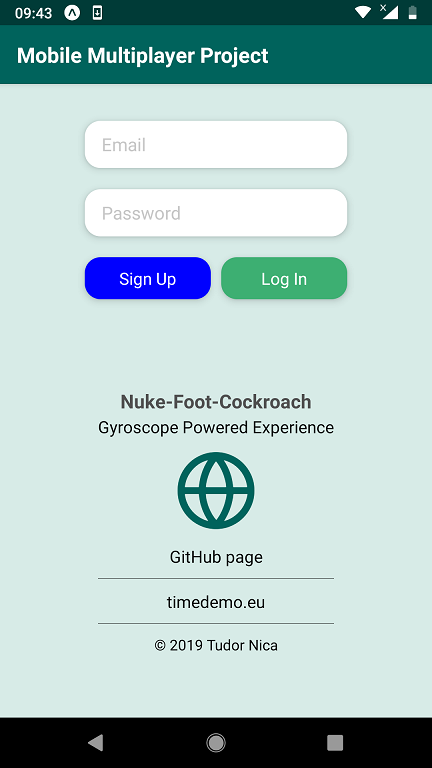 09:43
Mobile Multiplayer Project
Email
Password
Sign Up
Log In
Nuke-Foot-Cockroach
Gyroscope Powered Experience
GitHub page
timedemo.eu
© 2019 Tudor Nica